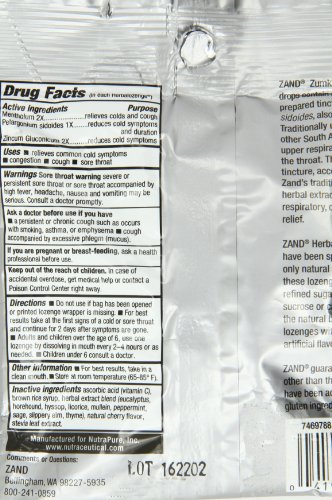 Drug Facts (in each Herbalozenge™)
Active ingredients Purpose
Mentholum 2X..........relieves colds and cough
Pelargonium sidoides 1X......reduces cold symptoms
and duration
Zincum Gluconicum 2X..........reduces cold symptoms
Uses ■ relieves common cold symptoms
■ congestion ■ cough ■ sore throat
Warnings Sore throat warning severe or
persistent sore throat or sore throat accompanied by
high fever, headache, nausea and vomiting may be
serious. Consult a doctor promptly.
Ask a doctor before use if you have
■ a persistent or chronic cough such as occurs
with smoking, asthma, or emphysema ■ cough
accompanied by excessive phlegm (mucus).
If you are pregnant or breast-feeding, ask a health
professional before use.
Keep out of the reach of children. In case of
accidental overdose, get medical help or contact a
Poison Control Center right away.
Directions ■ Do not use if bag has been opened
or printed lozenge wrapper is missing. ■ For best
results take at the first signs of a cold or sore throat
and continue for 2 days after symptoms are gone.
■ Adults and children over the age of 6, use one
lozenge by dissolving in mouth every 2–4 hours or as
needed. ■ Children under 6 consult a doctor.
Other information ■ For best results, take in a
clean mouth. ■ Store at room temperature (65-85° F).
Inactive ingredients ascorbic acid (vitamin C),
brown rice syrup, herbal extract blend (eucalyptus,
horehound, hyssop, licorice, mullein, peppermint,
sage, slippery elm, thyme), natural cherry flavor,
stevia leaf extract.
Manufactured for NutraPure, Inc.
www.nutraceutical.com
Comments or Questions:
ZAND
Bellingham, WA 98227-5935
800-241-0859
LOT 162202
ZAND® Zumk
drops contain
prepared tinc
sidoides, also
Traditionally
other South A
upper respira
the throat. T
tincture, acco
Zand's traditi
respiratory, c
relief.
ZAND® Herba
have been sp
only natural
these lozeng
refined suga
sucrose or c
the natural
lozenges wit
artificial flavo
ZAND® guara
other than th
have been ac
gluten ingre
7469788
0 41